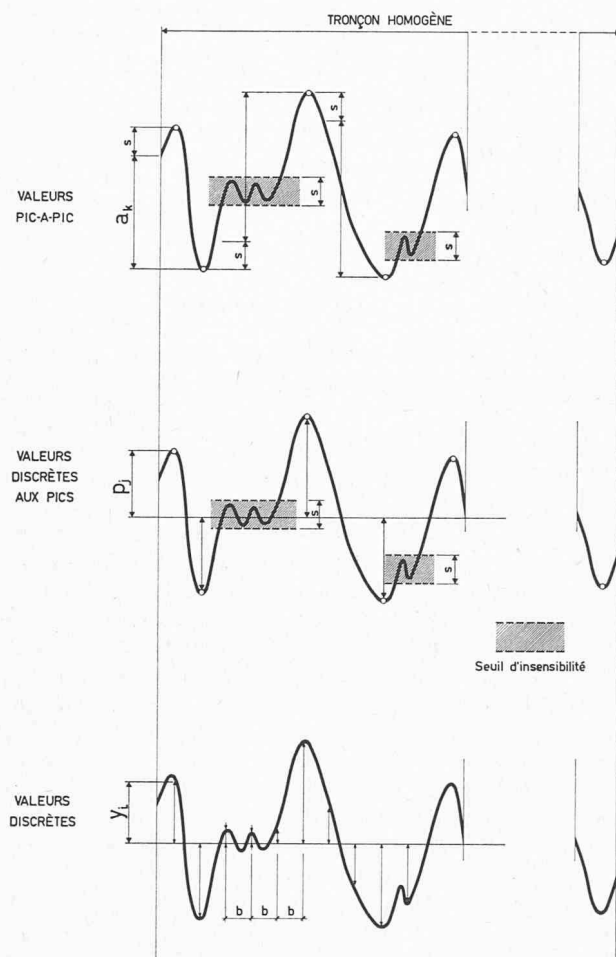 TRONÇON HOMOGÈNE
s
s
s
VALEURS
PIC-A-PIC
a_k
s
s
VALEURS
DISCRÈTES
AUX PICS
p_j
s
s
Seuil d'insensibilité
VALEURS
DISCRÈTES
y_i
b b b